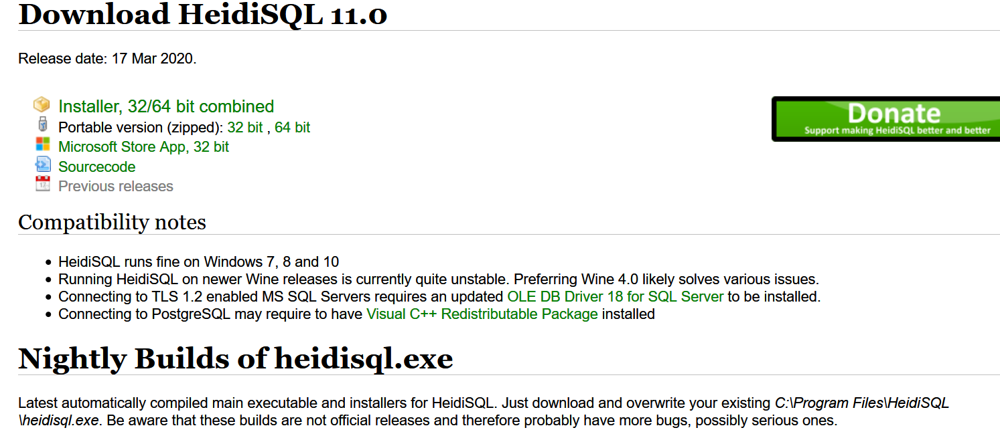 Download HeidiSQL 11.0
Release date: 17 Mar 2020.
Installer, 32/64 bit combined
Portable version (zipped): 32 bit , 64 bit
Microsoft Store App, 32 bit
Sourcecode
Previous releases
Donate
Support making HeidiSQL better and better
Compatibility notes
• HeidiSQL runs fine on Windows 7, 8 and 10
• Running HeidiSQL on newer Wine releases is currently quite unstable. Preferring Wine 4.0 likely solves various issues.
• Connecting to TLS 1.2 enabled MS SQL Servers requires an updated OLE DB Driver 18 for SQL Server to be installed.
• Connecting to PostgreSQL may require to have Visual C++ Redistributable Package installed
Nightly Builds of heidisql.exe
Latest automatically compiled main executable and installers for HeidiSQL. Just download and overwrite your existing C:\Program Files\HeidiSQL
\heidisql.exe. Be aware that these builds are not official releases and therefore probably have more bugs, possibly serious ones.